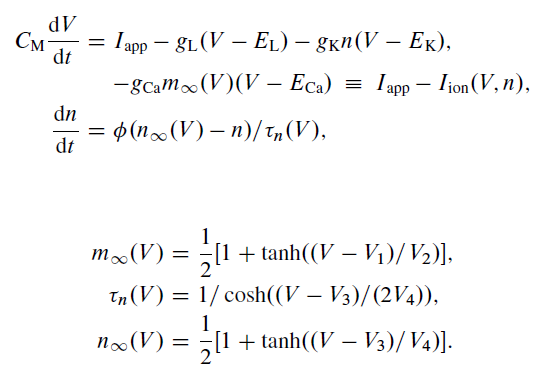 C_M dV/dt = I_app − g_L(V − E_L) − g_K n(V − E_K),
−g_Ca m_∞(V)(V − E_Ca) ≡ I_app − I_ion(V, n),
dn/dt = ϕ(n_∞(V) − n)/τ_n(V),
m_∞(V) = 1/2[1 + tanh((V − V_1)/V_2)],
τ_n(V) = 1/cosh((V − V_3)/(2V_4)),
n_∞(V) = 1/2[1 + tanh((V − V_3)/V_4)].